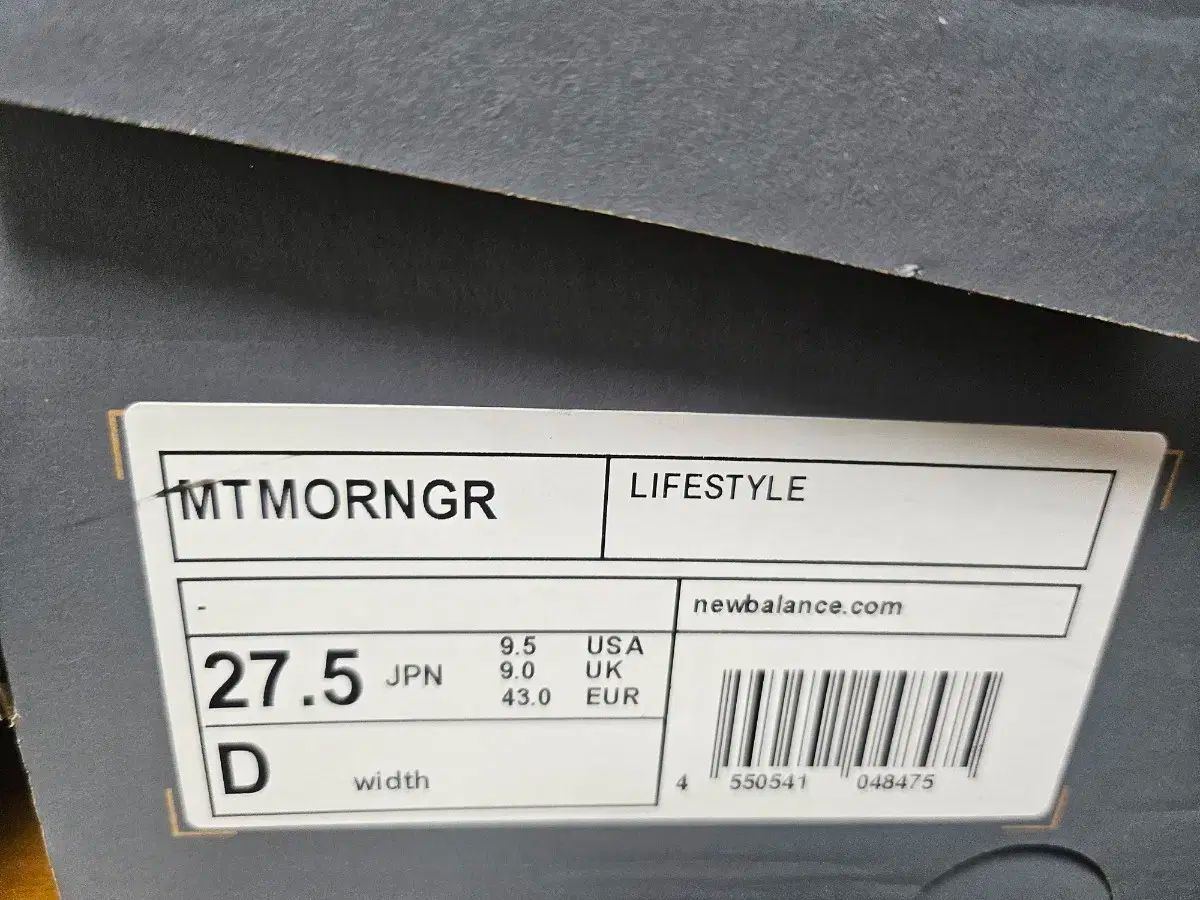 MTMORNGR
LIFESTYLE
-
newbalance.com
27.5 JPN
9.5 USA
9.0 UK
43.0 EUR
D width
4 550541 048475